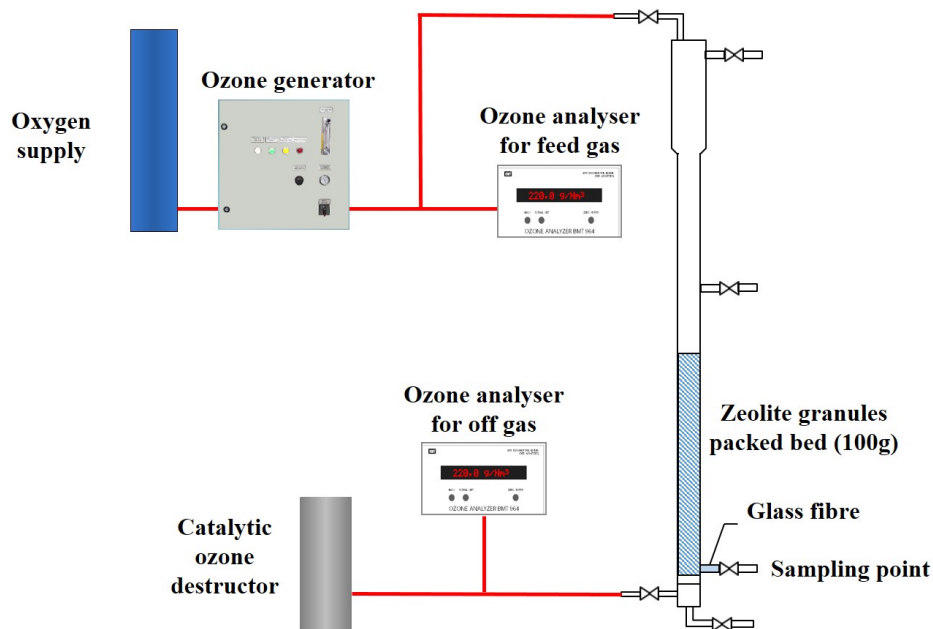 Oxygen
supply
Ozone generator
Ozone analyser
for feed gas
220.0 g/Nm³
OZONE ANALYZER BMT 964
Ozone analyser
for off gas
220.0 g/Nm³
OZONE ANALYZER BMT 964
Catalytic
ozone
destructor
Zeolite granules
packed bed (100g)
Glass fibre
Sampling point